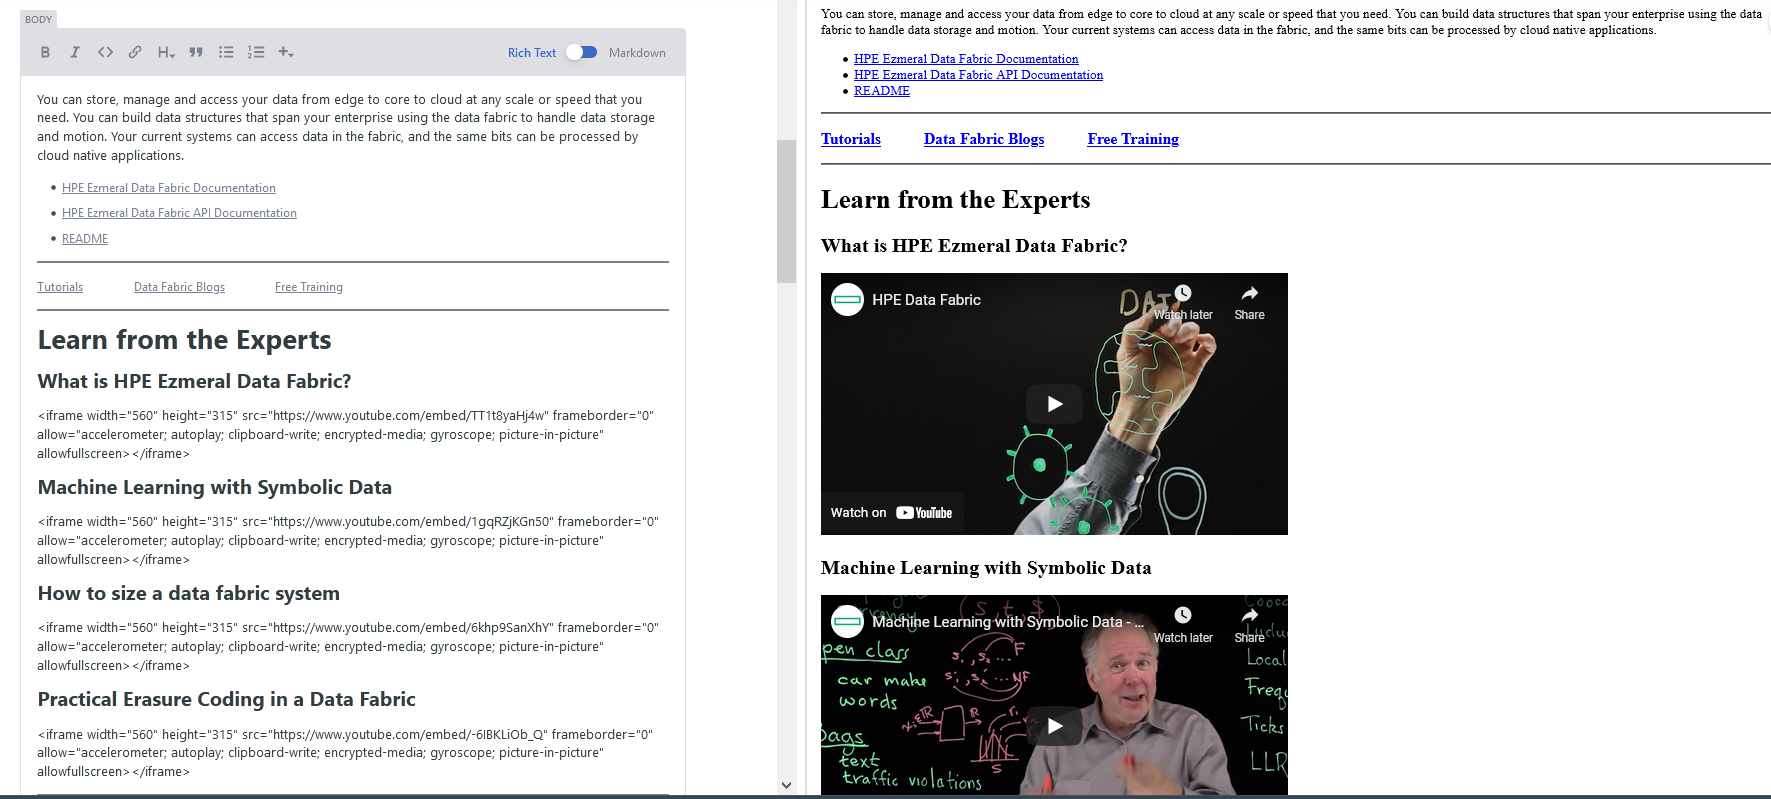 BODY
B I <> H
Rich Text Markdown
You can store, manage and access your data from edge to core to cloud at any scale or speed that you
need. You can build data structures that span your enterprise using the data fabric to handle data storage
and motion. Your current systems can access data in the fabric, and the same bits can be processed by
cloud native applications.
HPE Ezmeral Data Fabric Documentation
HPE Ezmeral Data Fabric API Documentation
README
Tutorials Data Fabric Blogs Free Training
Learn from the Experts
What is HPE Ezmeral Data Fabric?
<iframe width="560" height="315" src="https://www.youtube.com/embed/TT1t8yaHj4w" frameborder="0"
allow="accelerometer; autoplay; clipboard-write; encrypted-media; gyroscope; picture-in-picture"
allowfullscreen></iframe>
Machine Learning with Symbolic Data
<iframe width="560" height="315" src="https://www.youtube.com/embed/1gqRZjKGn50" frameborder="0"
allow="accelerometer; autoplay; clipboard-write; encrypted-media; gyroscope; picture-in-picture"
allowfullscreen></iframe>
How to size a data fabric system
<iframe width="560" height="315" src="https://www.youtube.com/embed/6khp9SanXhY" frameborder="0"
allow="accelerometer; autoplay; clipboard-write; encrypted-media; gyroscope; picture-in-picture"
allowfullscreen></iframe>
Practical Erasure Coding in a Data Fabric
<iframe width="560" height="315" src="https://www.youtube.com/embed/-6IBKLiOb_Q" frameborder="0"
allow="accelerometer; autoplay; clipboard-write; encrypted-media; gyroscope; picture-in-picture"
allowfullscreen></iframe>
You can store, manage and access your data from edge to core to cloud at any scale or speed that you need. You can build data structures that span your enterprise using the data
fabric to handle data storage and motion. Your current systems can access data in the fabric, and the same bits can be processed by cloud native applications.
HPE Ezmeral Data Fabric Documentation
HPE Ezmeral Data Fabric API Documentation
README
Tutorials Data Fabric Blogs Free Training
Learn from the Experts
What is HPE Ezmeral Data Fabric?
HPE Data Fabric
Watch later Share
Watch on YouTube
Machine Learning with Symbolic Data
Machine Learning with Symbolic Data - ...
Watch later Share
pen class
car make
words
Bags
text
traffic violations
Local
Freq
Ticks
LLR